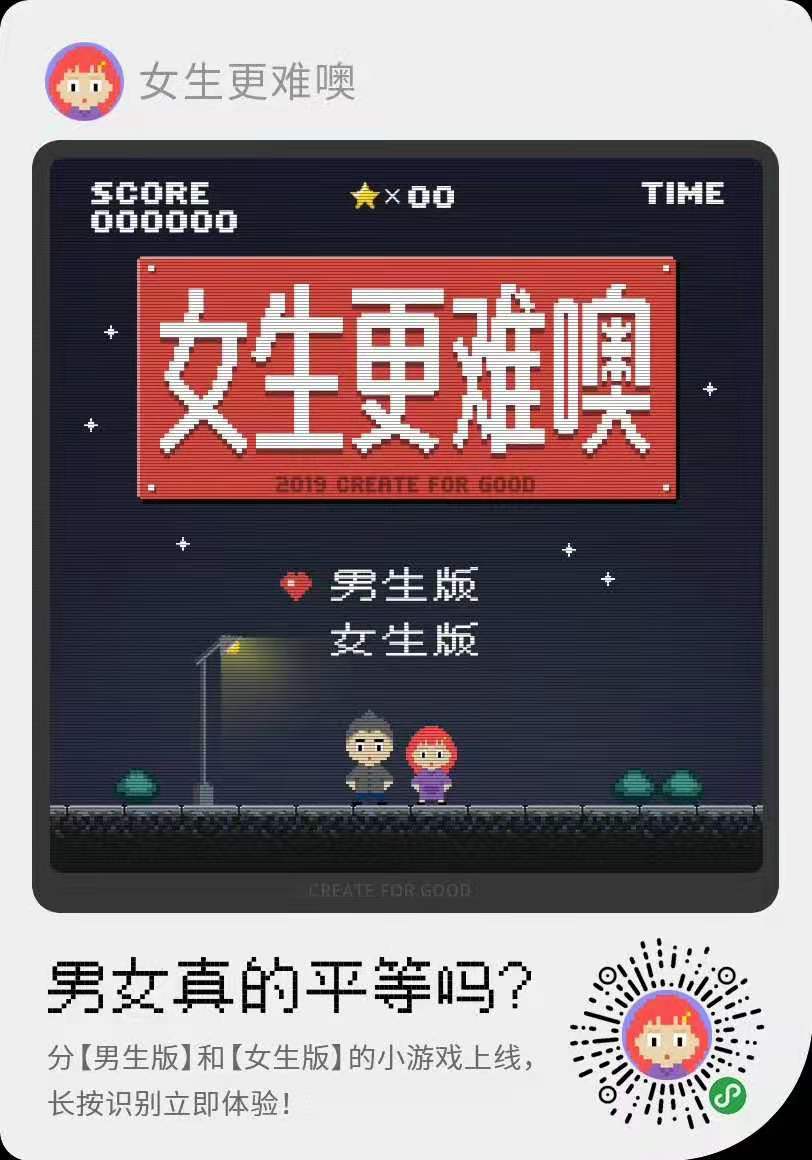 女生更难噢
SCORE
000000
×00
TIME
女生更难噢
2019 CREATE FOR GOOD
男生版
女生版
CREATE FOR GOOD
男女真的平等吗?
分【男生版】和【女生版】的小游戏上线，
长按识别立即体验！